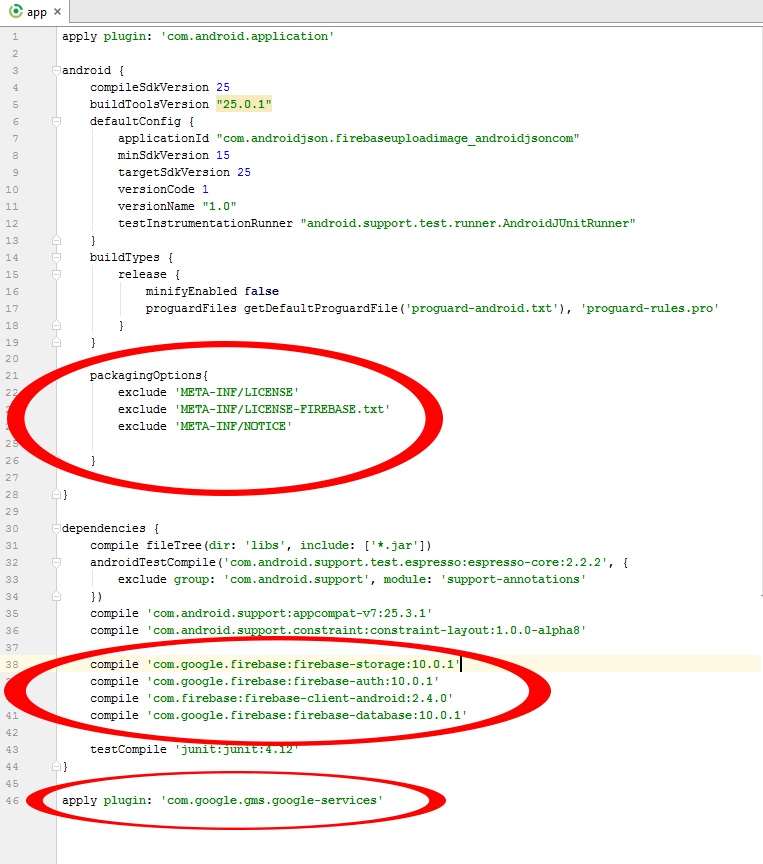 app
1 apply plugin: 'com.android.application'
2
3 android {
4 compileSdkVersion 25
5 buildToolsVersion "25.0.1"
6 defaultConfig {
7 applicationId "com.androidjson.firebaseuploadimage_androidjsoncom"
8 minSdkVersion 15
9 targetSdkVersion 25
10 versionCode 1
11 versionName "1.0"
12 testInstrumentationRunner "android.support.test.runner.AndroidJUnitRunner"
13 }
14 buildTypes {
15 release {
16 minifyEnabled false
17 proguardFiles getDefaultProguardFile('proguard-android.txt'), 'proguard-rules.pro'
18 }
19 }
20
21 packagingOptions{
22 exclude 'META-INF/LICENSE'
exclude 'META-INF/LICENSE-FIREBASE.txt'
exclude 'META-INF/NOTICE'
25
26 }
27
28 }
29
30 dependencies {
31 compile fileTree(dir: 'libs', include: ['*.jar'])
32 androidTestCompile('com.android.support.test.espresso:espresso-core:2.2.2', {
33 exclude group: 'com.android.support', module: 'support-annotations'
34 })
35 compile 'com.android.support:appcompat-v7:25.3.1'
36 compile 'com.android.support.constraint:constraint-layout:1.0.0-alpha8'
37
38 compile 'com.google.firebase:firebase-storage:10.0.1'
compile 'com.google.firebase:firebase-auth:10.0.1'
compile 'com.firebase:firebase-client-android:2.4.0'
41 compile 'com.google.firebase:firebase-database:10.0.1'
42
43 testCompile 'junit:junit:4.12'
44 }
45
46 apply plugin: 'com.google.gms.google-services'